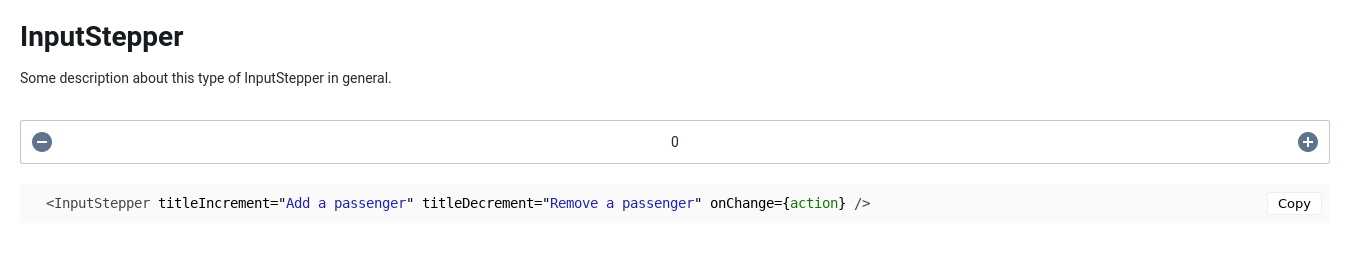 InputStepper
Some description about this type of InputStepper in general.
0
<InputStepper titleIncrement="Add a passenger" titleDecrement="Remove a passenger" onChange={action} />
Copy